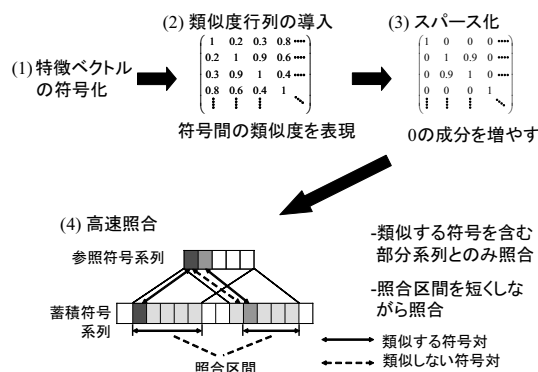 (1) 特徴ベクトル
の符号化
(2) 類似度行列の導入
1 0.2 0.3 0.8 ····
0.2 1 0.9 0.6 ····
0.3 0.9 1 0.4 ····
0.8 0.6 0.4 1
符号間の類似度を表現
(3) スパース化
1 0 0 0 ····
0 1 0.9 0 ····
0 0.9 1 0 ····
0 0 0 1
0の成分を増やす
(4) 高速照合
参照符号系列
蓄積符号
系列
照合区間
-類似する符号を含む
部分系列とのみ照合
-照合区間を短くしな
がら照合
類似する符号対
類似しない符号対